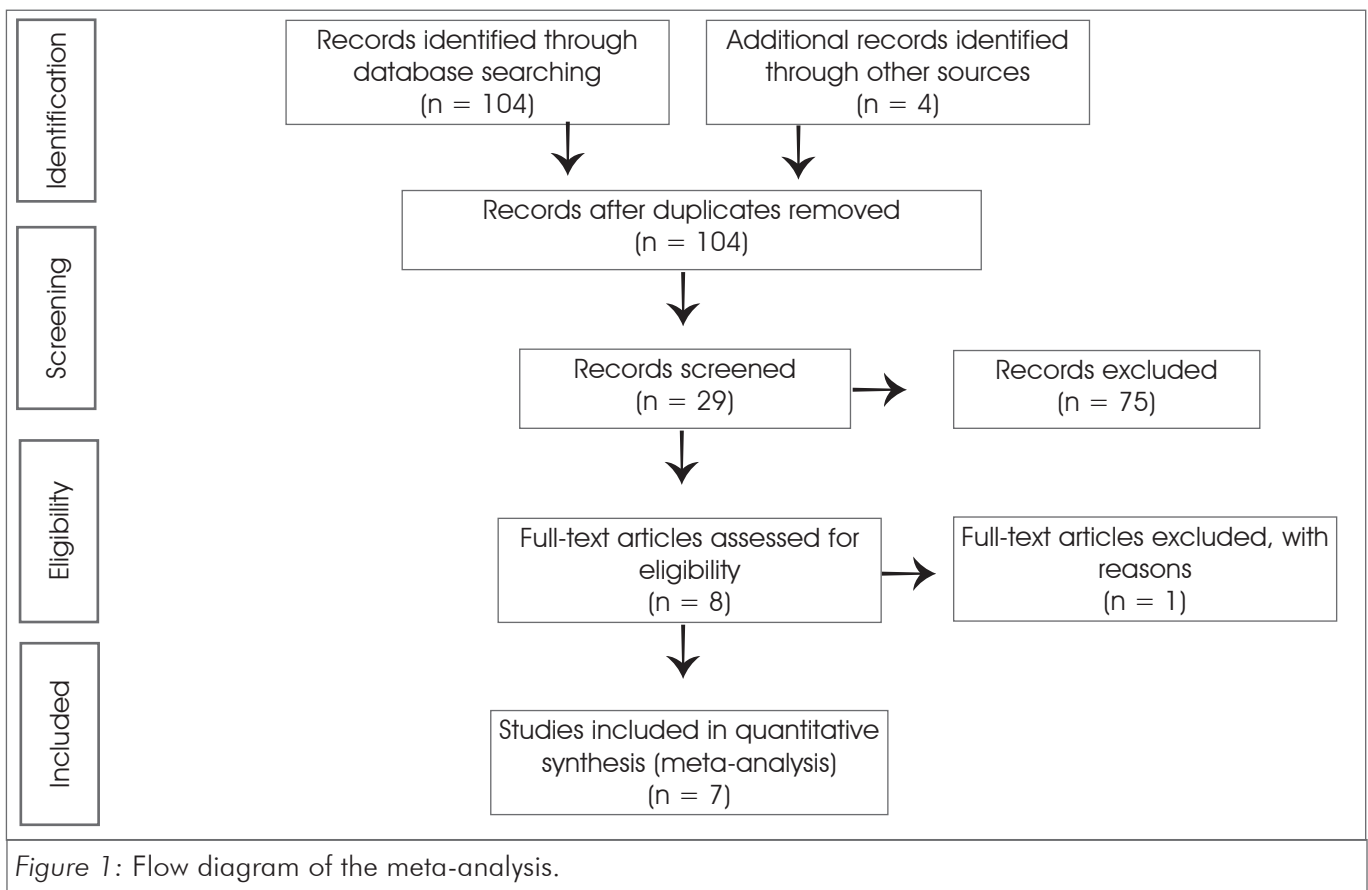 Identification
Records identified through
database searching
(n = 104)
Additional records identified
through other sources
(n = 4)
Records after duplicates removed
(n = 104)
Screening
Records screened
(n = 29)
Records excluded
(n = 75)
Eligibility
Full-text articles assessed for
eligibility
(n = 8)
Full-text articles excluded, with
reasons
(n = 1)
Included
Studies included in quantitative
synthesis (meta-analysis)
(n = 7)
Figure 1: Flow diagram of the meta-analysis.